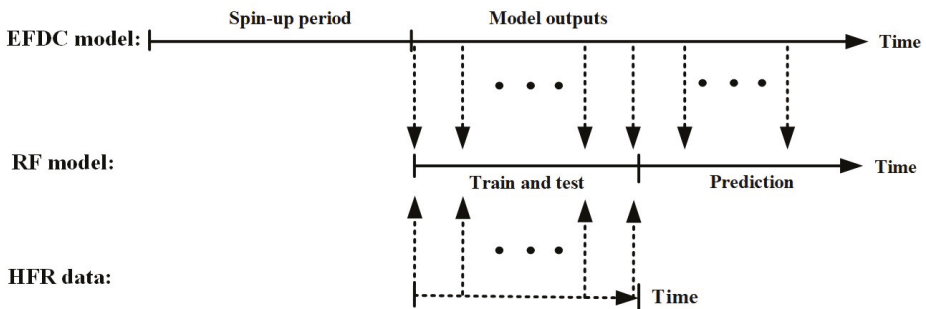 Spin-up period
Model outputs
EFDC model:
Time
RF model:
Time
Train and test
Prediction
HFR data:
Time